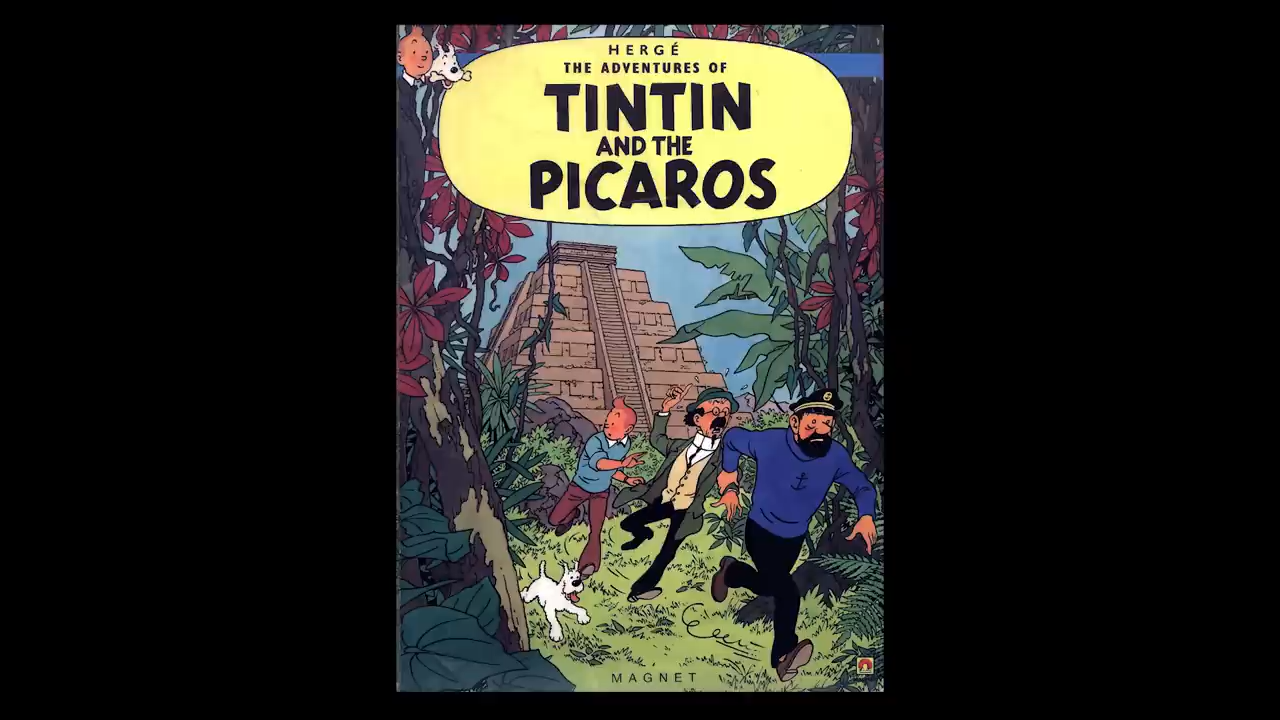 HERGÉ
THE ADVENTURES OF
TINTIN
AND THE
PICAROS
MAGNET